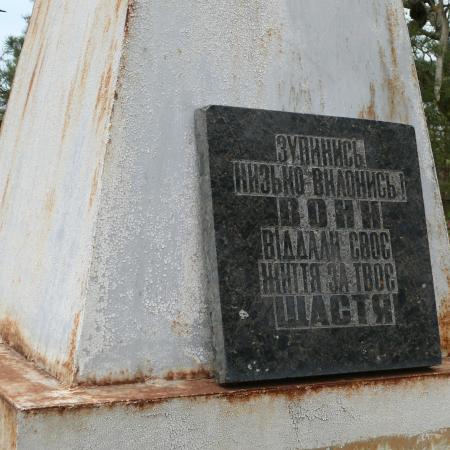 ЗУПИНИСЬ,
НИЗЬКО-ВКЛОНИСЬ!
ВОНИ
ВІДДАЛИ СВОЄ
ЖИТТЯ ЗА ТВОЄ
ЩАСТЯ